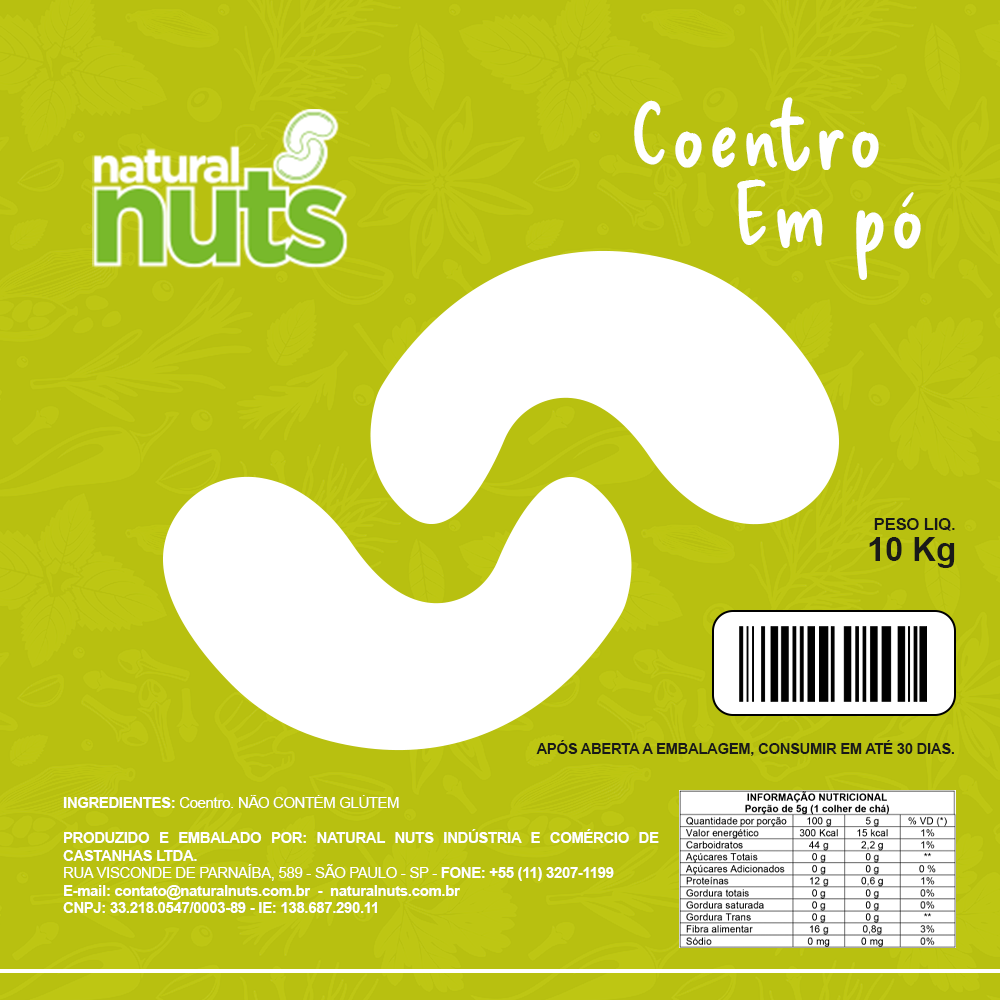 natural
nuts
Coentro
Em pó
PESO LIQ.
10 Kg
APÓS ABERTA A EMBALAGEM, CONSUMIR EM ATÉ 30 DIAS.
INGREDIENTES: Coentro. NÃO CONTÉM GLÚTEM
PRODUZIDO E EMBALADO POR: NATURAL NUTS INDÚSTRIA E COMÉRCIO DE
CASTANHAS LTDA.
RUA VISCONDE DE PARNAÍBA, 589 - SÃO PAULO - SP - FONE: +55 (11) 3207-1199
E-mail: contato@naturalnuts.com.br - naturalnuts.com.br
CNPJ: 33.218.0547/0003-89 - IE: 138.687.290.11
INFORMAÇÃO NUTRICIONAL
Porção de 5g (1 colher de chá)
Quantidade por porção 100 g 5 g % VD (*)
Valor energético 300 Kcal 15 kcal 1%
Carboidratos 44 g 2,2 g 1%
Açúcares Totais 0 g 0 g **
Açúcares Adicionados 0 g 0 g 0 %
Proteínas 12 g 0,6 g 1%
Gordura totais 0 g 0 g 0%
Gordura saturada 0 g 0 g 0%
Gordura Trans 0 g 0 g **
Fibra alimentar 16 g 0,8g 3%
Sódio 0 mg 0 mg 0%